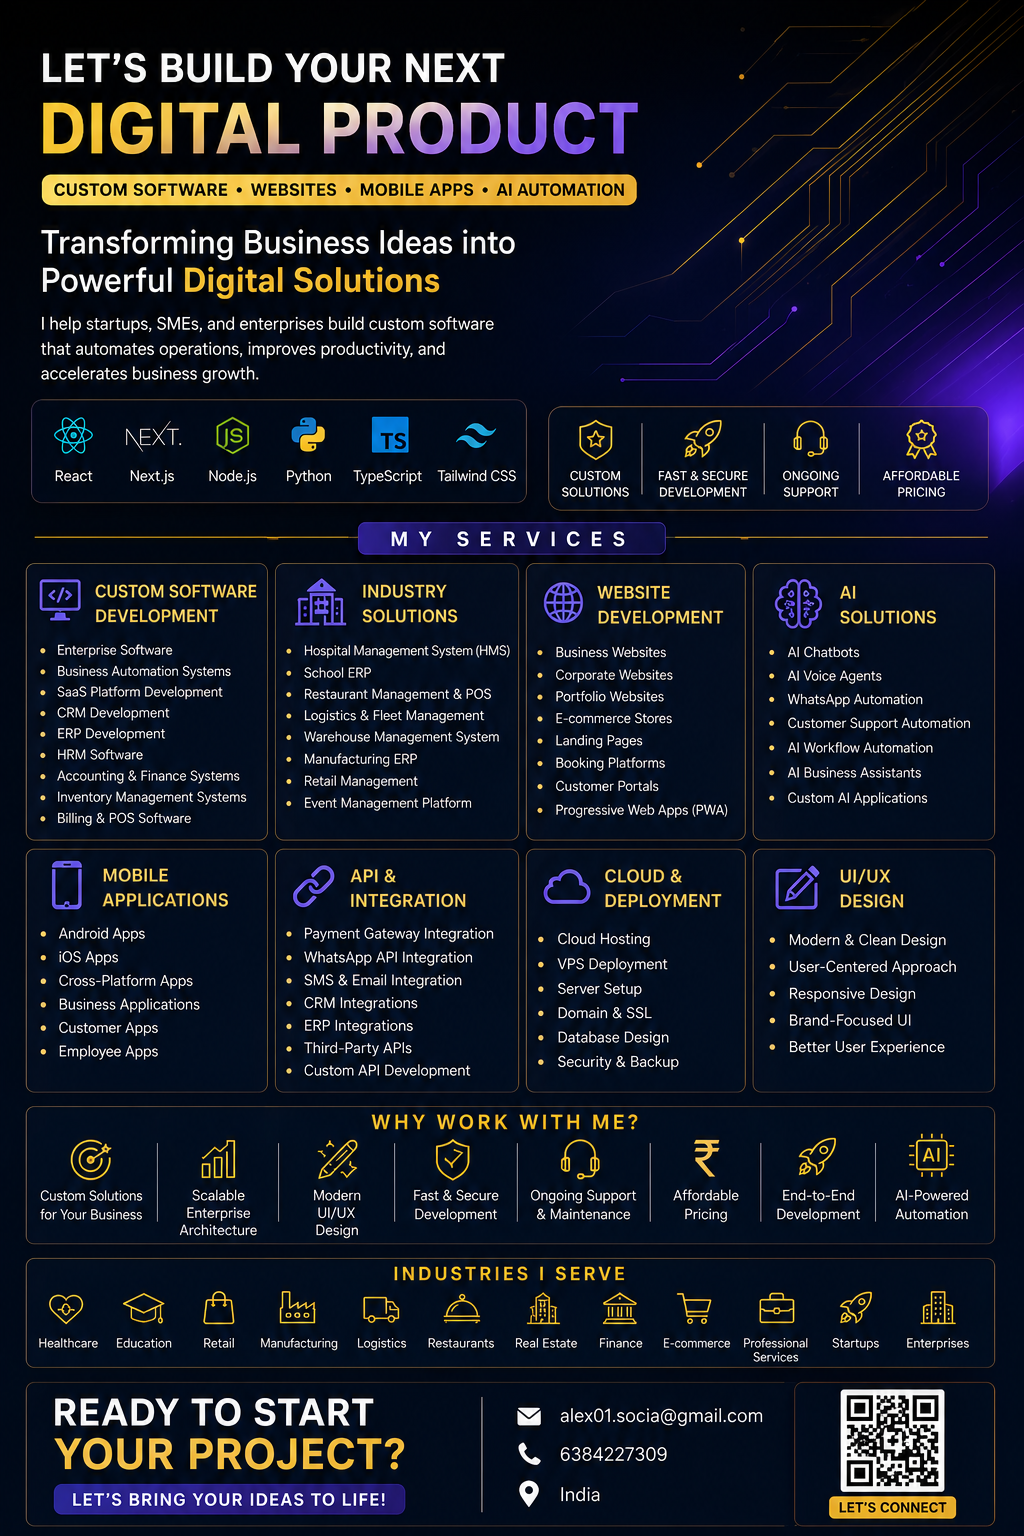 LET'S BUILD YOUR NEXT
DIGITAL PRODUCT
CUSTOM SOFTWARE • WEBSITES • MOBILE APPS • AI AUTOMATION
Transforming Business Ideas into
Powerful Digital Solutions
I help startups, SMEs, and enterprises build custom software
that automates operations, improves productivity, and
accelerates business growth.
JS
TS
NEXT.
React
Next.js
Node.js
Python
TypeScript
Tailwind CSS
CUSTOM
SOLUTIONS
FAST & SECURE
DEVELOPMENT
ONGOING
SUPPORT
AFFORDABLE
PRICING
MY SERVICES
CUSTOM SOFTWARE
DEVELOPMENT
• Enterprise Software
• Business Automation Systems
• SaaS Platform Development
• CRM Development
• ERP Development
• HRM Software
• Accounting & Finance Systems
• Inventory Management Systems
• Billing & POS Software
INDUSTRY
SOLUTIONS
• Hospital Management System (HMS)
• School ERP
• Restaurant Management & POS
• Logistics & Fleet Management
• Warehouse Management System
• Manufacturing ERP
• Retail Management
• Event Management Platform
WEBSITE
DEVELOPMENT
• Business Websites
• Corporate Websites
• Portfolio Websites
• E-commerce Stores
• Landing Pages
• Booking Platforms
• Customer Portals
• Progressive Web Apps (PWA)
AI
SOLUTIONS
• AI Chatbots
• AI Voice Agents
• WhatsApp Automation
• Customer Support Automation
• AI Workflow Automation
• AI Business Assistants
• Custom AI Applications
MOBILE
APPLICATIONS
• Android Apps
• iOS Apps
• Cross-Platform Apps
• Business Applications
• Customer Apps
• Employee Apps
API &
INTEGRATION
• Payment Gateway Integration
• WhatsApp API Integration
• SMS & Email Integration
• CRM Integrations
• ERP Integrations
• Third-Party APIs
• Custom API Development
CLOUD &
DEPLOYMENT
• Cloud Hosting
• VPS Deployment
• Server Setup
• Domain & SSL
• Database Design
• Security & Backup
UI/UX
DESIGN
• Modern & Clean Design
• User-Centered Approach
• Responsive Design
• Brand-Focused UI
• Better User Experience
WHY WORK WITH ME?
Custom Solutions
for Your Business
Scalable
Enterprise
Architecture
Modern
UI/UX
Design
Fast & Secure
Development
Ongoing Support
& Maintenance
₹
Affordable
Pricing
End-to-End
Development
AI
AI-Powered
Automation
INDUSTRIES I SERVE
Healthcare
Education
Retail
Manufacturing
Logistics
Restaurants
Real Estate
Finance
E-commerce
Professional
Services
Startups
Enterprises
READY TO START
YOUR PROJECT?
LET'S BRING YOUR IDEAS TO LIFE!
alex01.socia@gmail.com
6384227309
India
LET'S CONNECT